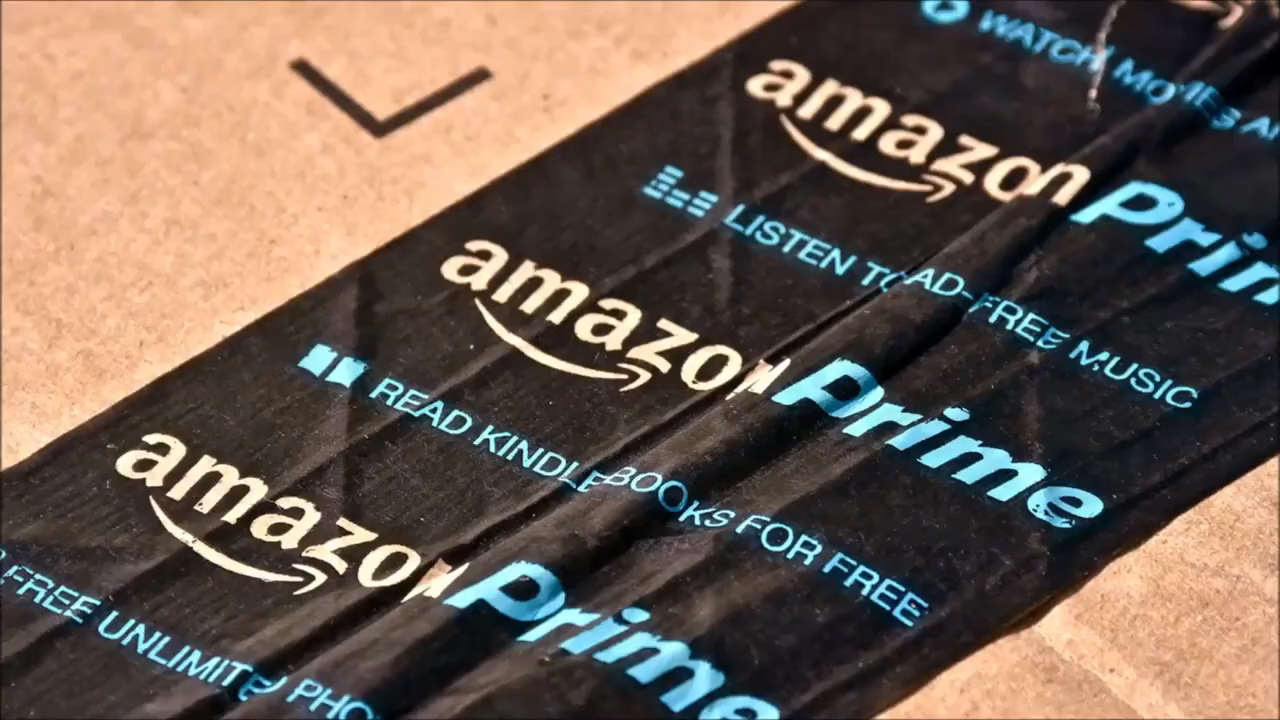 WATCH MOVIES
amazon Prime
LISTEN TO AD-FREE MUSIC
amazon Prime
READ KINDLE BOOKS FOR FREE
amazon Prime
FREE UNLIMITED